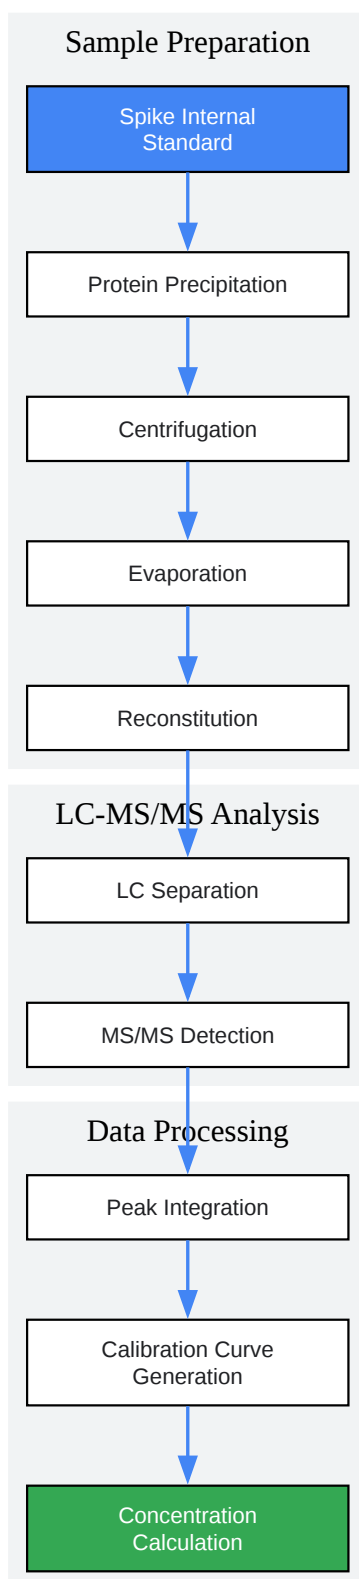 Sample Preparation
Spike Internal
Standard
Protein Precipitation
Centrifugation
Evaporation
Reconstitution
LC-MS/MS Analysis
LC Separation
MS/MS Detection
Data Processing
Peak Integration
Calibration Curve
Generation
Concentration
Calculation